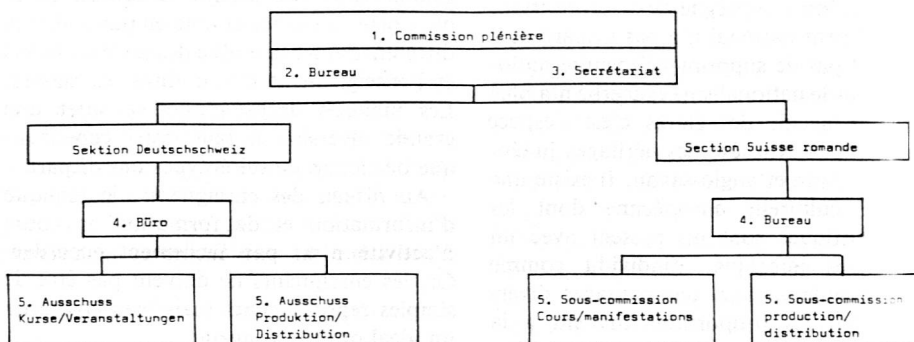 1. Commission plénière
2. Bureau
3. Secrétariat
Sektion Deutschschweiz
Section Suisse romande
4. Büro
4. Bureau
5. Ausschuss
Kurse/Veranstaltungen
5. Ausschuss
Produktion/
Distribution
5. Sous-commission
Cours/manifestations
5. Sous-commission
production/
distribution